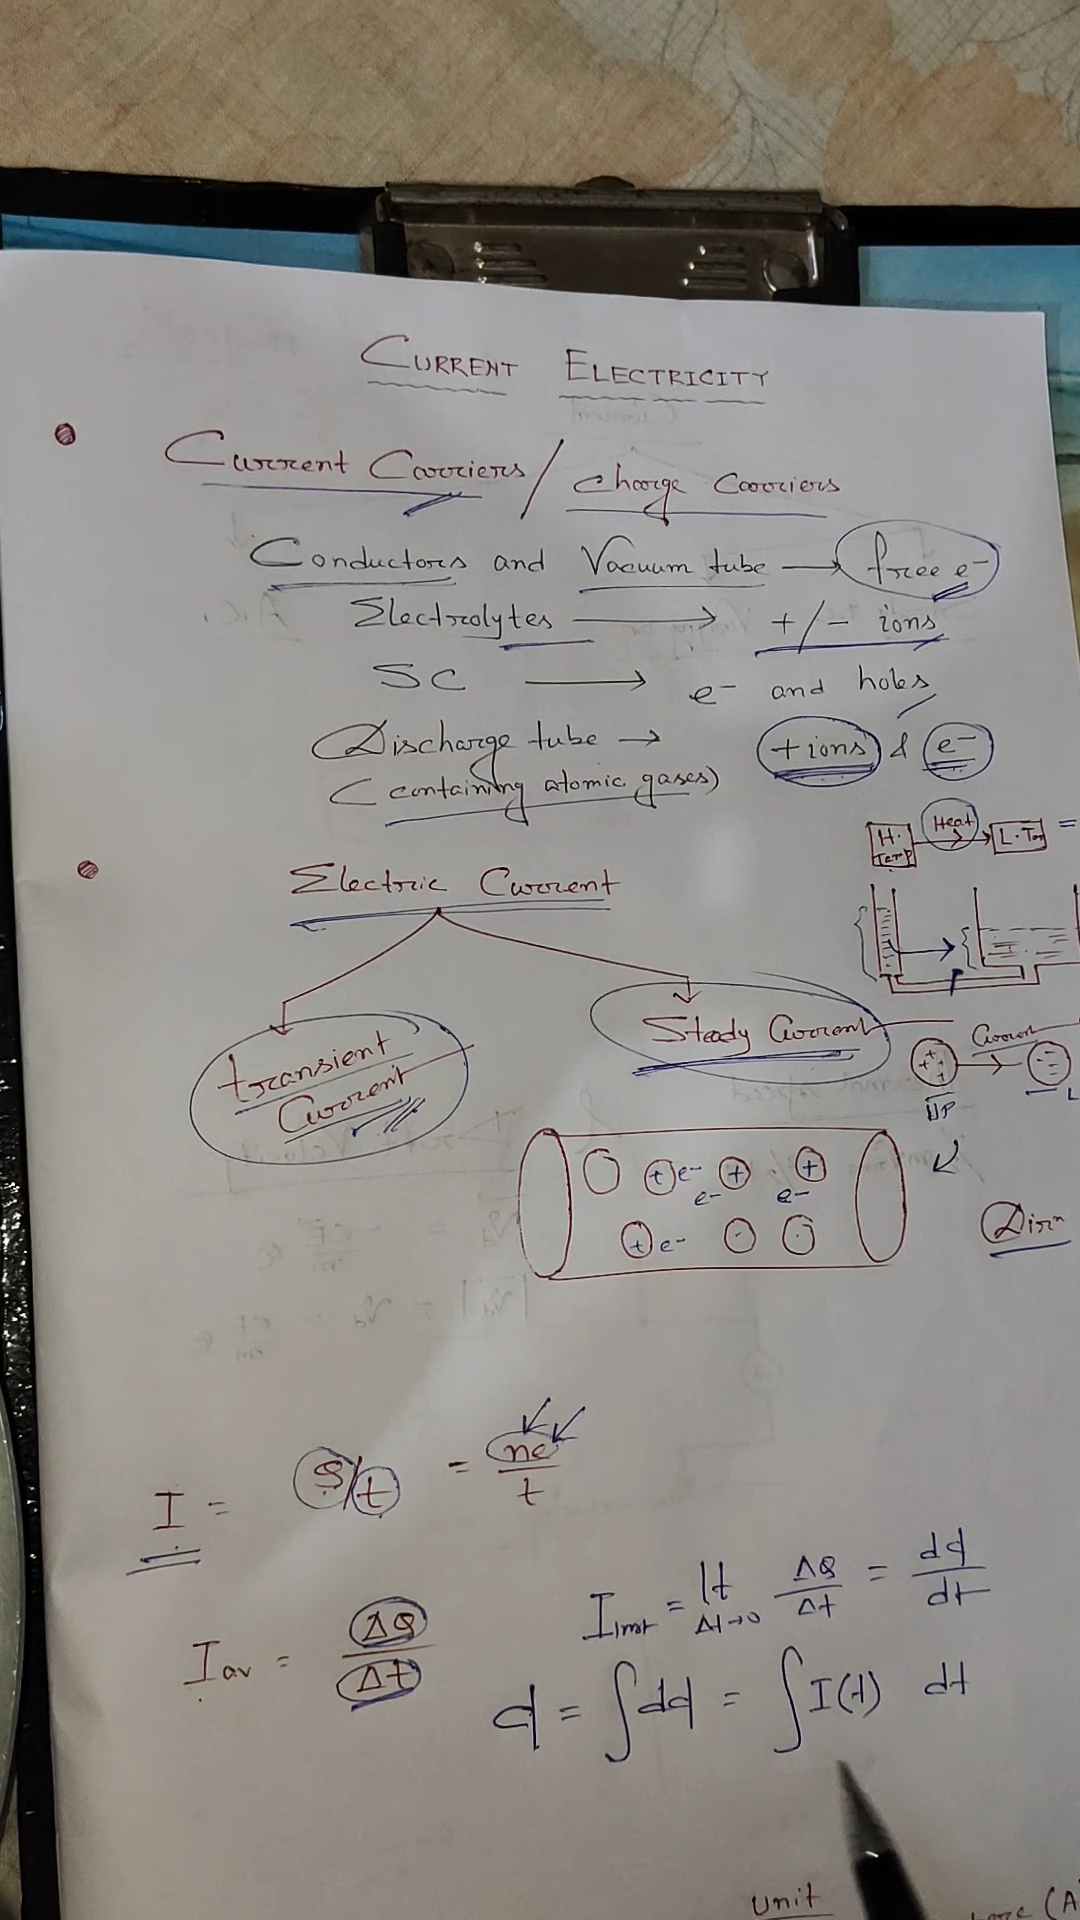 CURRENT ELECTRICITY
Current Carriers / charge Carriers
Conductors and Vacuum tube → free e-
Electrolytes → +/- ions
SC → e- and holes
Discharge tube → + ions & e-
(containing atomic gases)
H. Temp Heat L. =
Electric Current
transient Current
Steady Current
Current
+ + + +
- - -
HP L
+ e- + e- + e-
+ e-
Dirn
I = Q/t = ne/t
Iav = ΔQ/Δt
Iinst = lt Δt→0 ΔQ/Δt = dq/dt
q = ∫dq = ∫I(t) dt
Unit (A